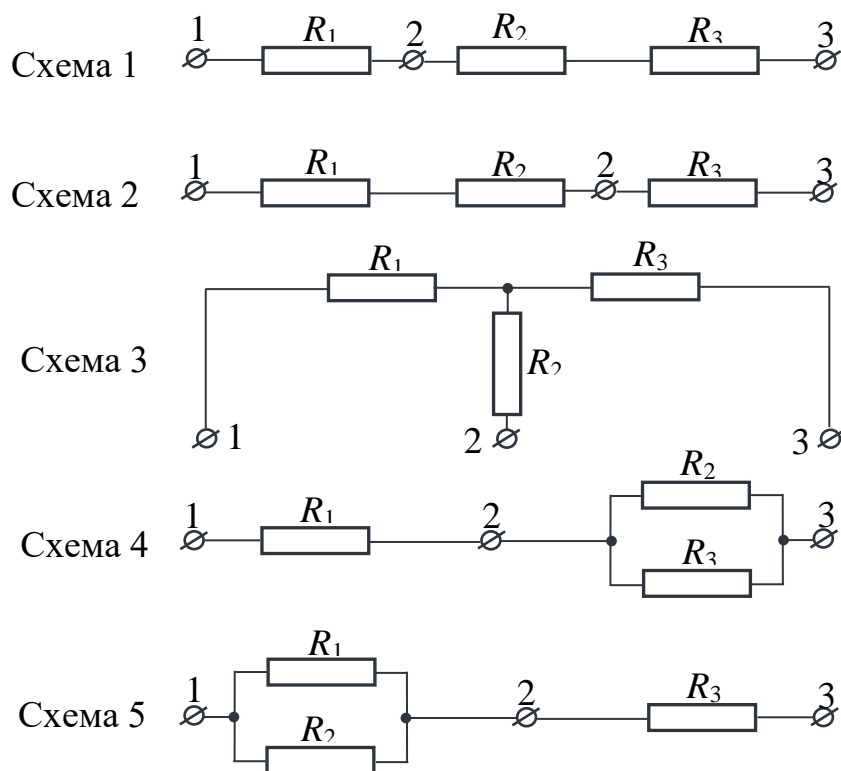 1 R₁ 2 R₂ R₃ 3
Схема 1
1 R₁ R₂ 2 R₃ 3
Схема 2
R₁ R₃
Схема 3 R₂
1 2 3
1 R₁ 2 R₂ 3
Схема 4
R₃
1 R₁ 2 R₃ 3
Схема 5
R₂